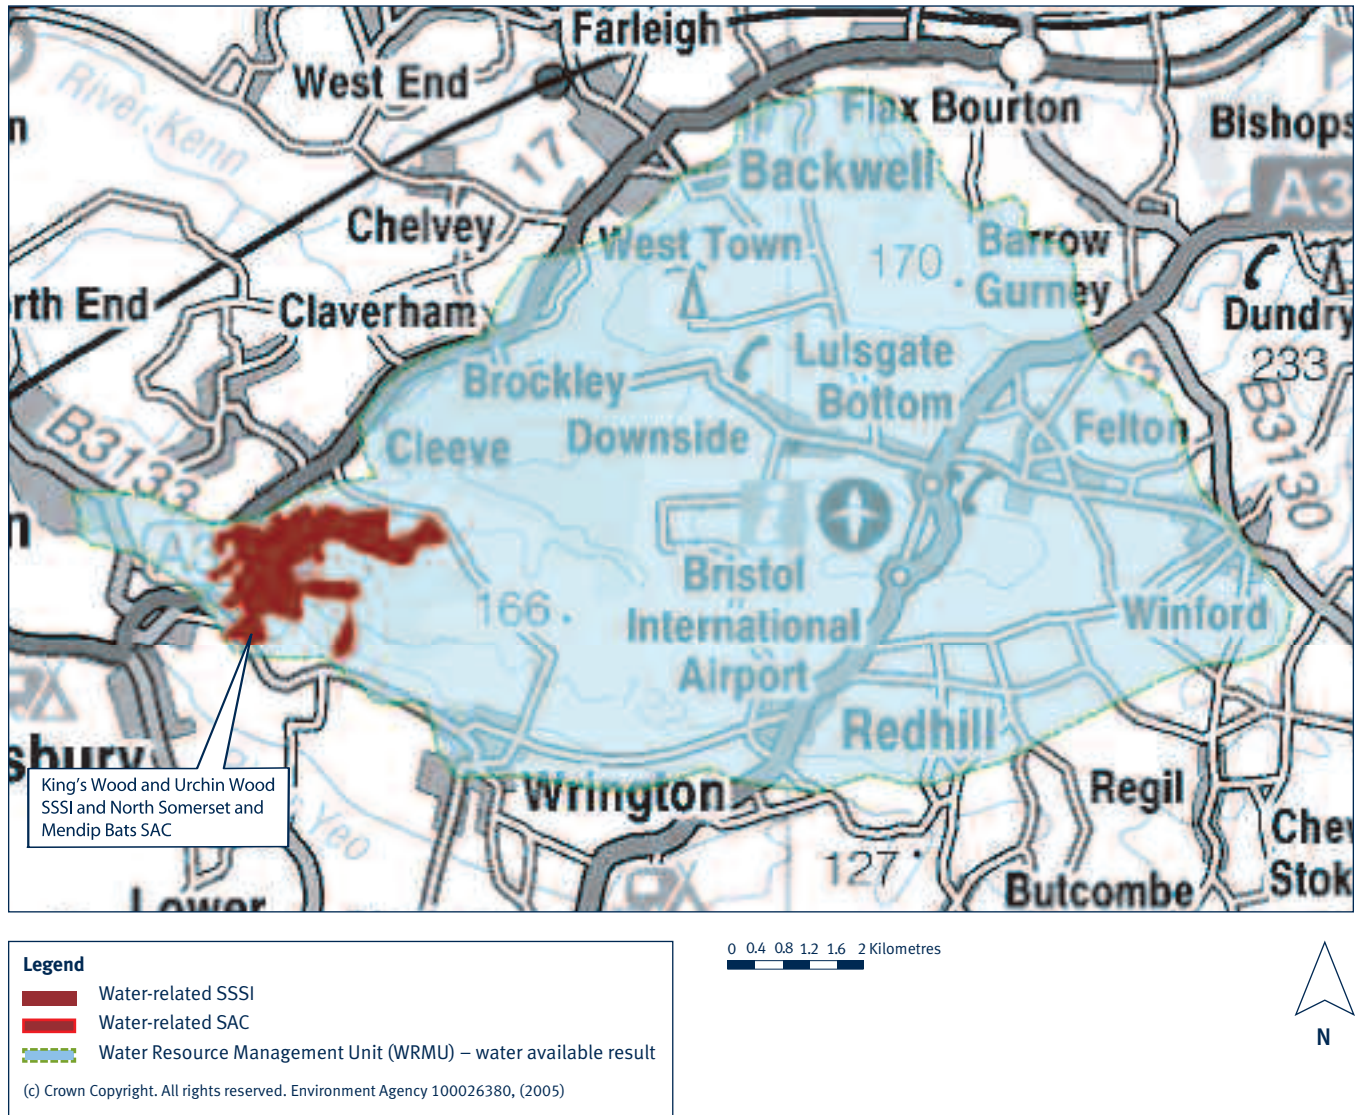 Farleigh
West End
River Kenn
n
17
Flax Bourton
Bishops
Backwell
A3
Chelvey
West Town
170
Barrow
Gurney
rth End
Claverham
Dundry
233
Lulsgate
Bottom
3
Brockley
B3133
Cleeve
Downside
Felton
B3130
n
A3
i
Bristol
International
Airport
166
Winford
Redhill
sbury
Wrington
Regil
King's Wood and Urchin Wood
SSSI and North Somerset and
Mendip Bats SAC
Yeo
127
Chew
Stok
Butcombe
Lower
Legend
Water-related SSSI
Water-related SAC
Water Resource Management Unit (WRMU) – water available result
(c) Crown Copyright. All rights reserved. Environment Agency 100026380, (2005)
0 0.4 0.8 1.2 1.6 2 Kilometres
N